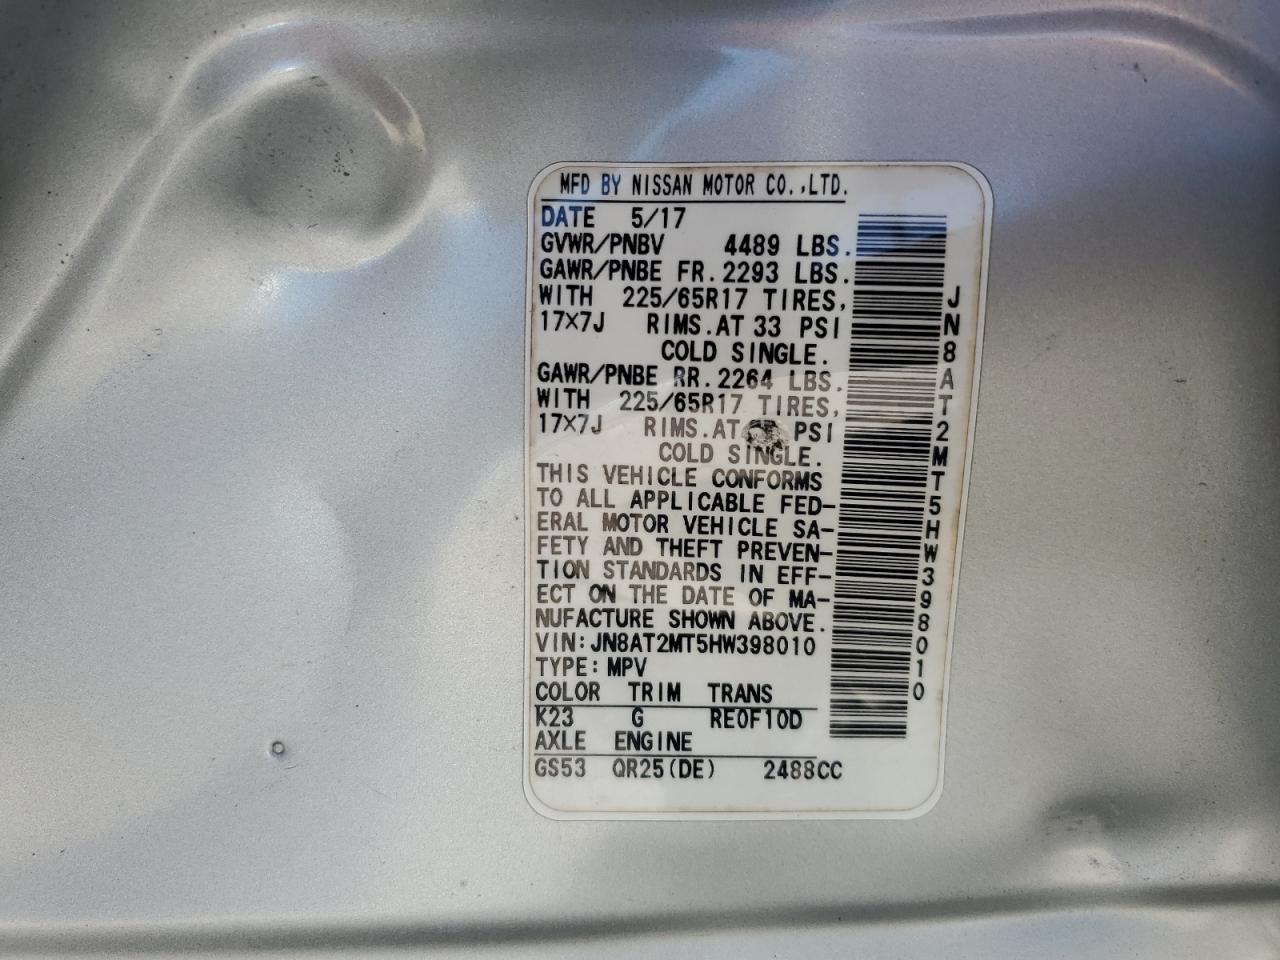 MFD BY NISSAN MOTOR CO.,LTD.
DATE 5/17
GVWR/PNBV 4489 LBS.
GAWR/PNBE FR.2293 LBS.
WITH 225/65R17 TIRES,
17X7J RIMS.AT 33 PSI
COLD SINGLE.
GAWR/PNBE RR.2264 LBS.
WITH 225/65R17 TIRES,
17X7J RIMS.AT PSI
COLD SINGLE.
THIS VEHICLE CONFORMS
TO ALL APPLICABLE FED-
ERAL MOTOR VEHICLE SA-
FETY AND THEFT PREVEN-
TION STANDARDS IN EFF-
ECT ON THE DATE OF MA-
NUFACTURE SHOWN ABOVE.
VIN:JN8AT2MT5HW398010
TYPE:MPV
COLOR TRIM TRANS
K23 G RE0F10D
AXLE ENGINE
GS53 QR25(DE) 2488CC
JN8AT2MT5HW398010